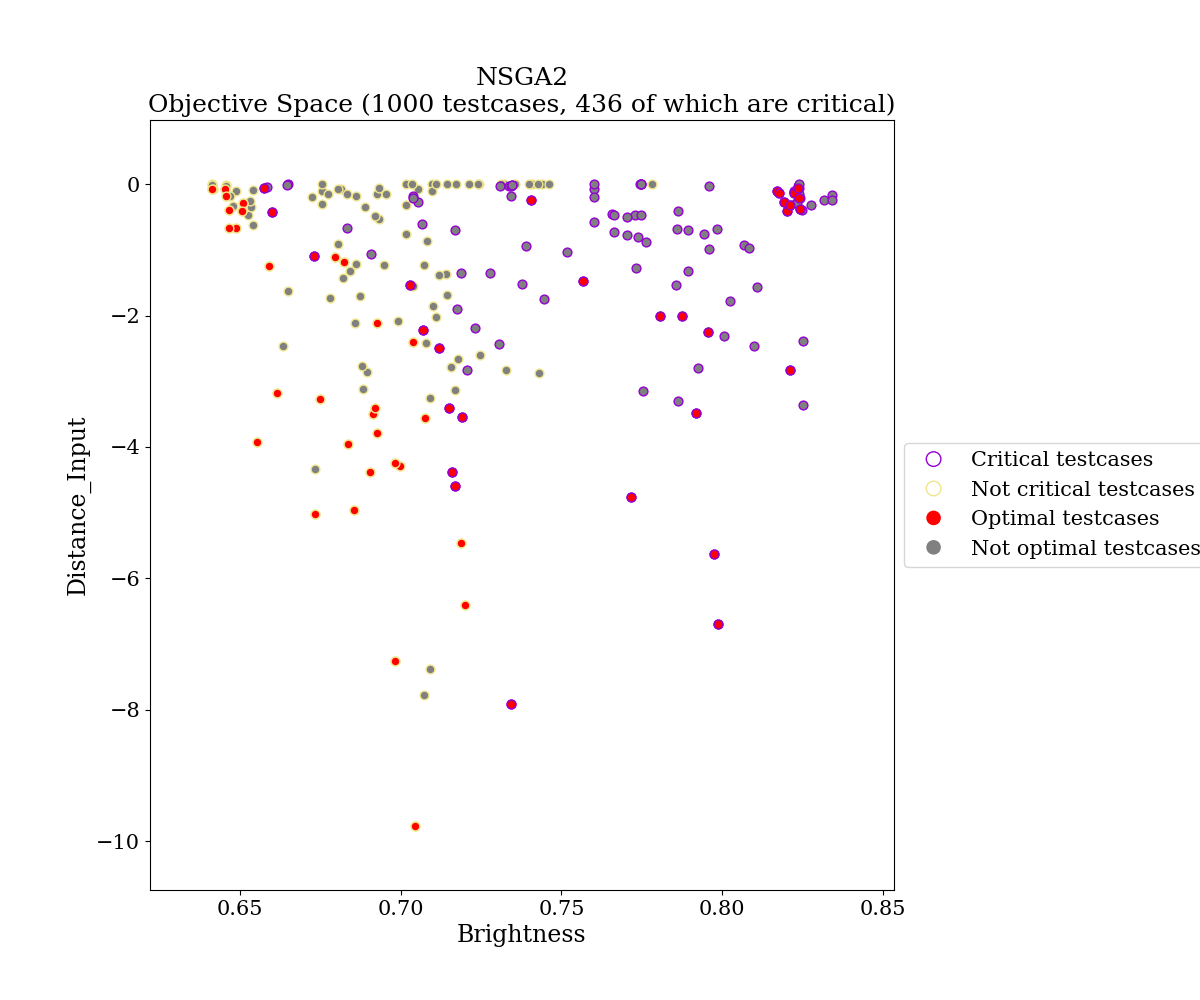 NSGA2
Objective Space (1000 testcases, 436 of which are critical)
0
−2
−4
−6
−8
−10
Distance_Input
0.65 0.70 0.75 0.80 0.85
Brightness
Critical testcases
Not critical testcases
Optimal testcases
Not optimal testcases